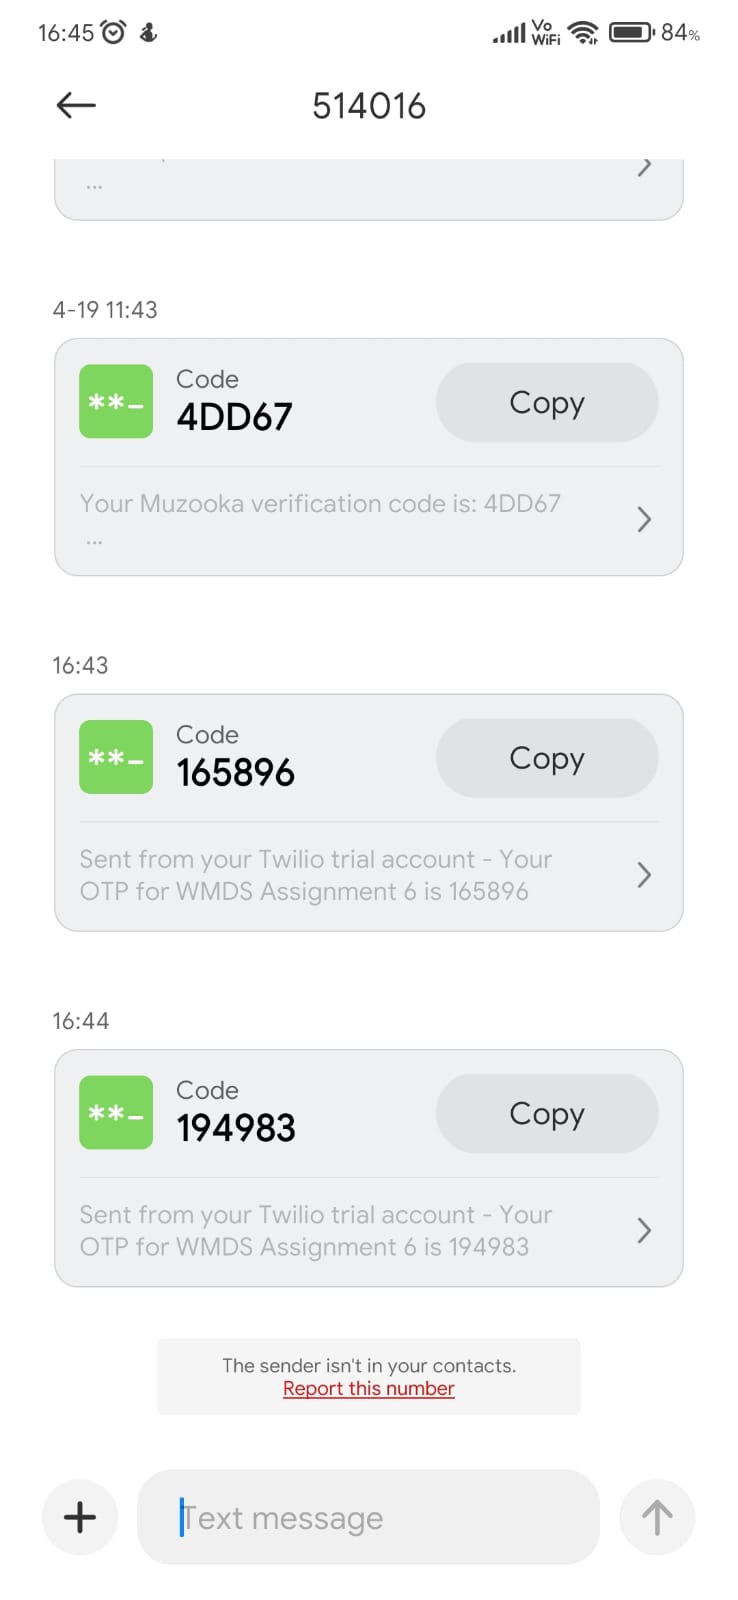 16:45
Vo
WiFi
84%
514016
...
4-19 11:43
Code
4DD67
Copy
**_
Your Muzooka verification code is: 4DD67
...
16:43
Code
165896
Copy
**_
Sent from your Twilio trial account - Your
OTP for WMDS Assignment 6 is 165896
16:44
Code
194983
Copy
**_
Sent from your Twilio trial account - Your
OTP for WMDS Assignment 6 is 194983
The sender isn't in your contacts.
Report this number
Text message